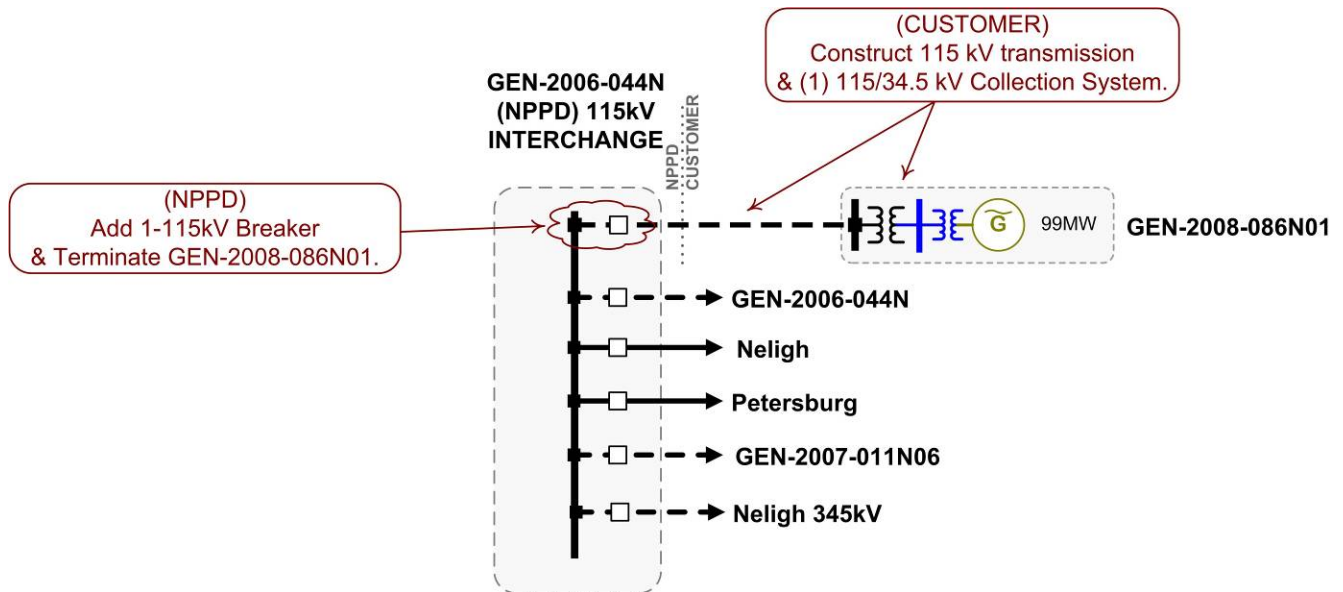 (CUSTOMER)
Construct 115 kV transmission
& (1) 115/34.5 kV Collection System.
GEN-2006-044N
(NPPD) 115kV
INTERCHANGE
NPPD
CUSTOMER
(NPPD)
Add 1-115kV Breaker
& Terminate GEN-2008-086N01.
G
99MW
GEN-2008-086N01
GEN-2006-044N
Neligh
Petersburg
GEN-2007-011N06
Neligh 345kV